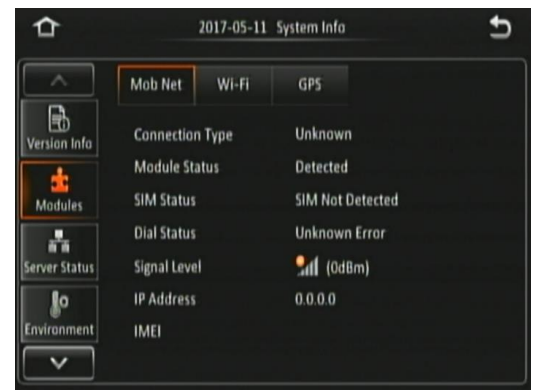 2017-05-11 System Info
Mob Net Wi-Fi GPS
Version Info
Modules
Server Status
Environment
Connection Type Unknown
Module Status Detected
SIM Status SIM Not Detected
Dial Status Unknown Error
Signal Level (0dBm)
IP Address 0.0.0.0
IMEI